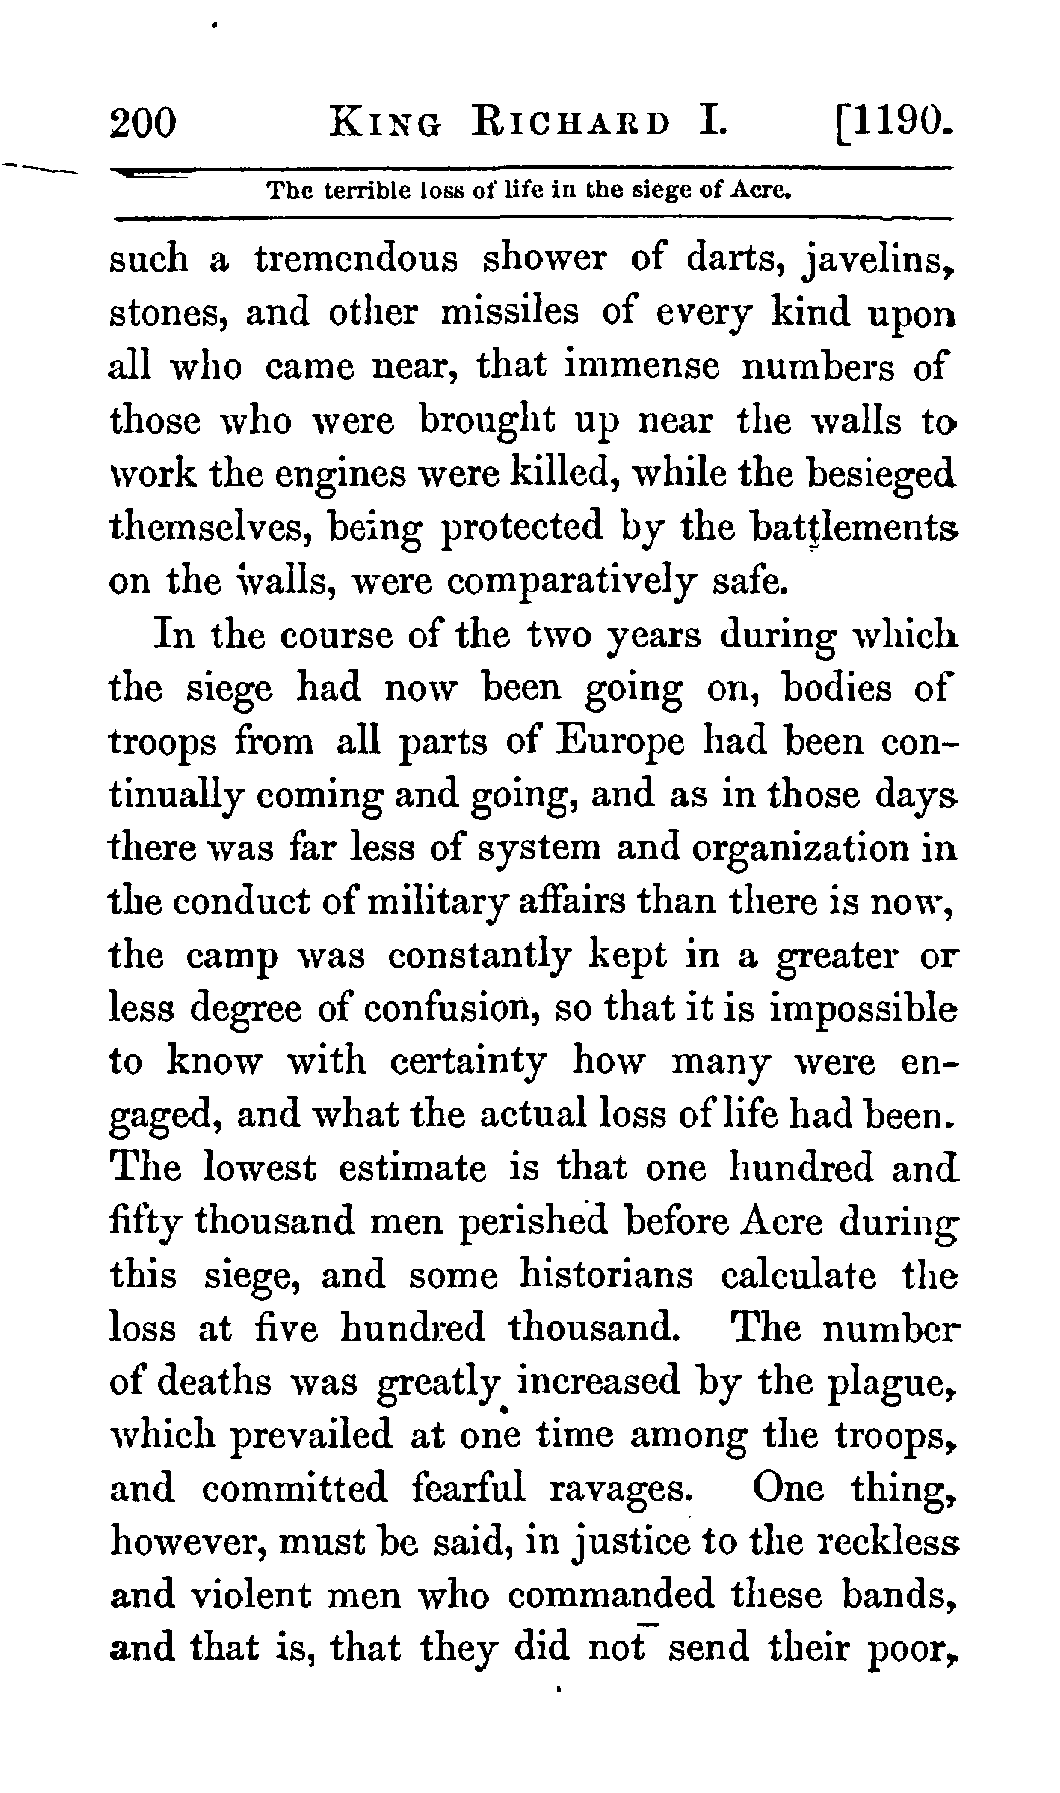 200 KING RICHARD I. [1190.
The terrible loss of life in the siege of Acre.
such a tremendous shower of darts, javelins,
stones, and other missiles of every kind upon
all who came near, that immense numbers of
those who were brought up near the walls to
work the engines were killed, while the besieged
themselves, being protected by the battlements
on the walls, were comparatively safe.
In the course of the two years during which
the siege had now been going on, bodies of
troops from all parts of Europe had been con-
tinually coming and going, and as in those days
there was far less of system and organization in
the conduct of military affairs than there is now,
the camp was constantly kept in a greater or
less degree of confusion, so that it is impossible
to know with certainty how many were en-
gaged, and what the actual loss of life had been.
The lowest estimate is that one hundred and
fifty thousand men perished before Acre during
this siege, and some historians calculate the
loss at five hundred thousand. The number
of deaths was greatly increased by the plague,
which prevailed at one time among the troops,
and committed fearful ravages. One thing,
however, must be said, in justice to the reckless
and violent men who commanded these bands,
and that is, that they did not send their poor,